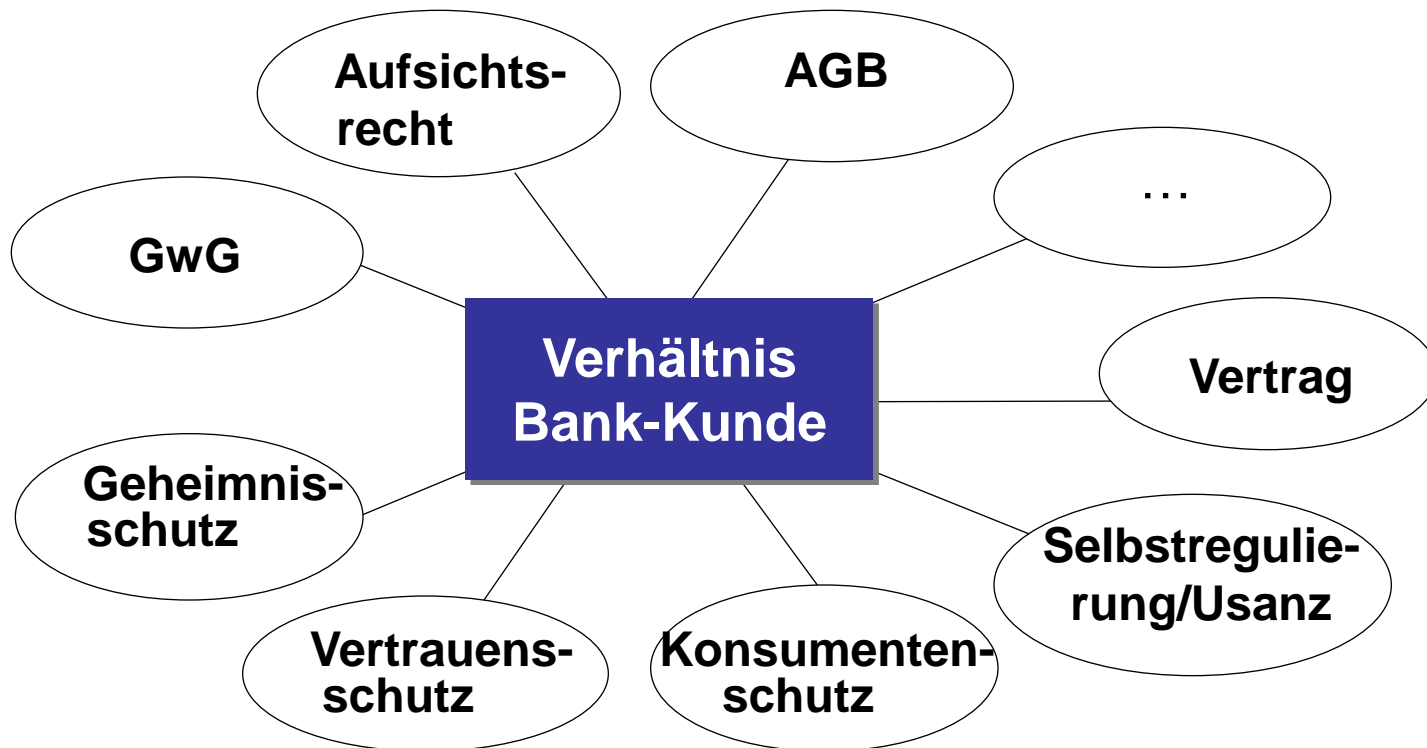 Aufsichts-
recht
AGB
...
GwG
Verhältnis
Bank-Kunde
Vertrag
Geheimnis-
schutz
Selbstregulie-
rung/Usanz
Vertrauens-
schutz
Konsumenten-
schutz